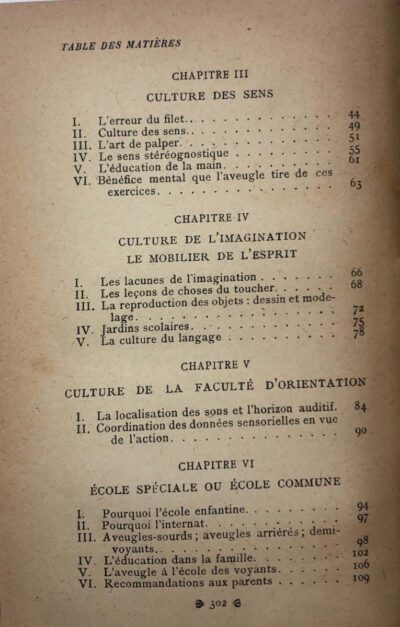 TABLE DES MATIÈRES
CHAPITRE III
CULTURE DES SENS
I. L'erreur du filet. . . . . . . . . . . . . . 44
II. Culture des sens. . . . . . . . . . . . . . 49
III. L'art de palper. . . . . . . . . . . . . . 51
IV. Le sens stéréognostique . . . . . . . . . . 55
V. L'éducation de la main. . . . . . . . . . . 61
VI. Bénéfice mental que l'aveugle tire de ces
exercices. . . . . . . . . . . . . . . . 63
CHAPITRE IV
CULTURE DE L'IMAGINATION
LE MOBILIER DE L'ESPRIT
I. Les lacunes de l'imagination . . . . . . . 66
II. Les leçons de choses du toucher. . . . . . 68
III. La reproduction des objets : dessin et mode-
lage. . . . . . . . . . . . . . . . . . 72
IV. Jardins scolaires. . . . . . . . . . . . . 75
V. La culture du langage . . . . . . . . . . 78
CHAPITRE V
CULTURE DE LA FACULTÉ D'ORIENTATION
I. La localisation des sons et l'horizon auditif. 84
II. Coordination des données sensorielles en vue
de l'action. . . . . . . . . . . . . . . 90
CHAPITRE VI
ÉCOLE SPÉCIALE OU ÉCOLE COMMUNE
I. Pourquoi l'école enfantine. . . . . . . . . 94
II. Pourquoi l'internat. . . . . . . . . . . . 97
III. Aveugles-sourds ; aveugles arriérés ; demi-
voyants. . . . . . . . . . . . . . . . . 98
IV. L'éducation dans la famille. . . . . . . . 102
V. L'aveugle à l'école des voyants. . . . . . 106
VI. Recommandations aux parents . . . . . . . 109
302